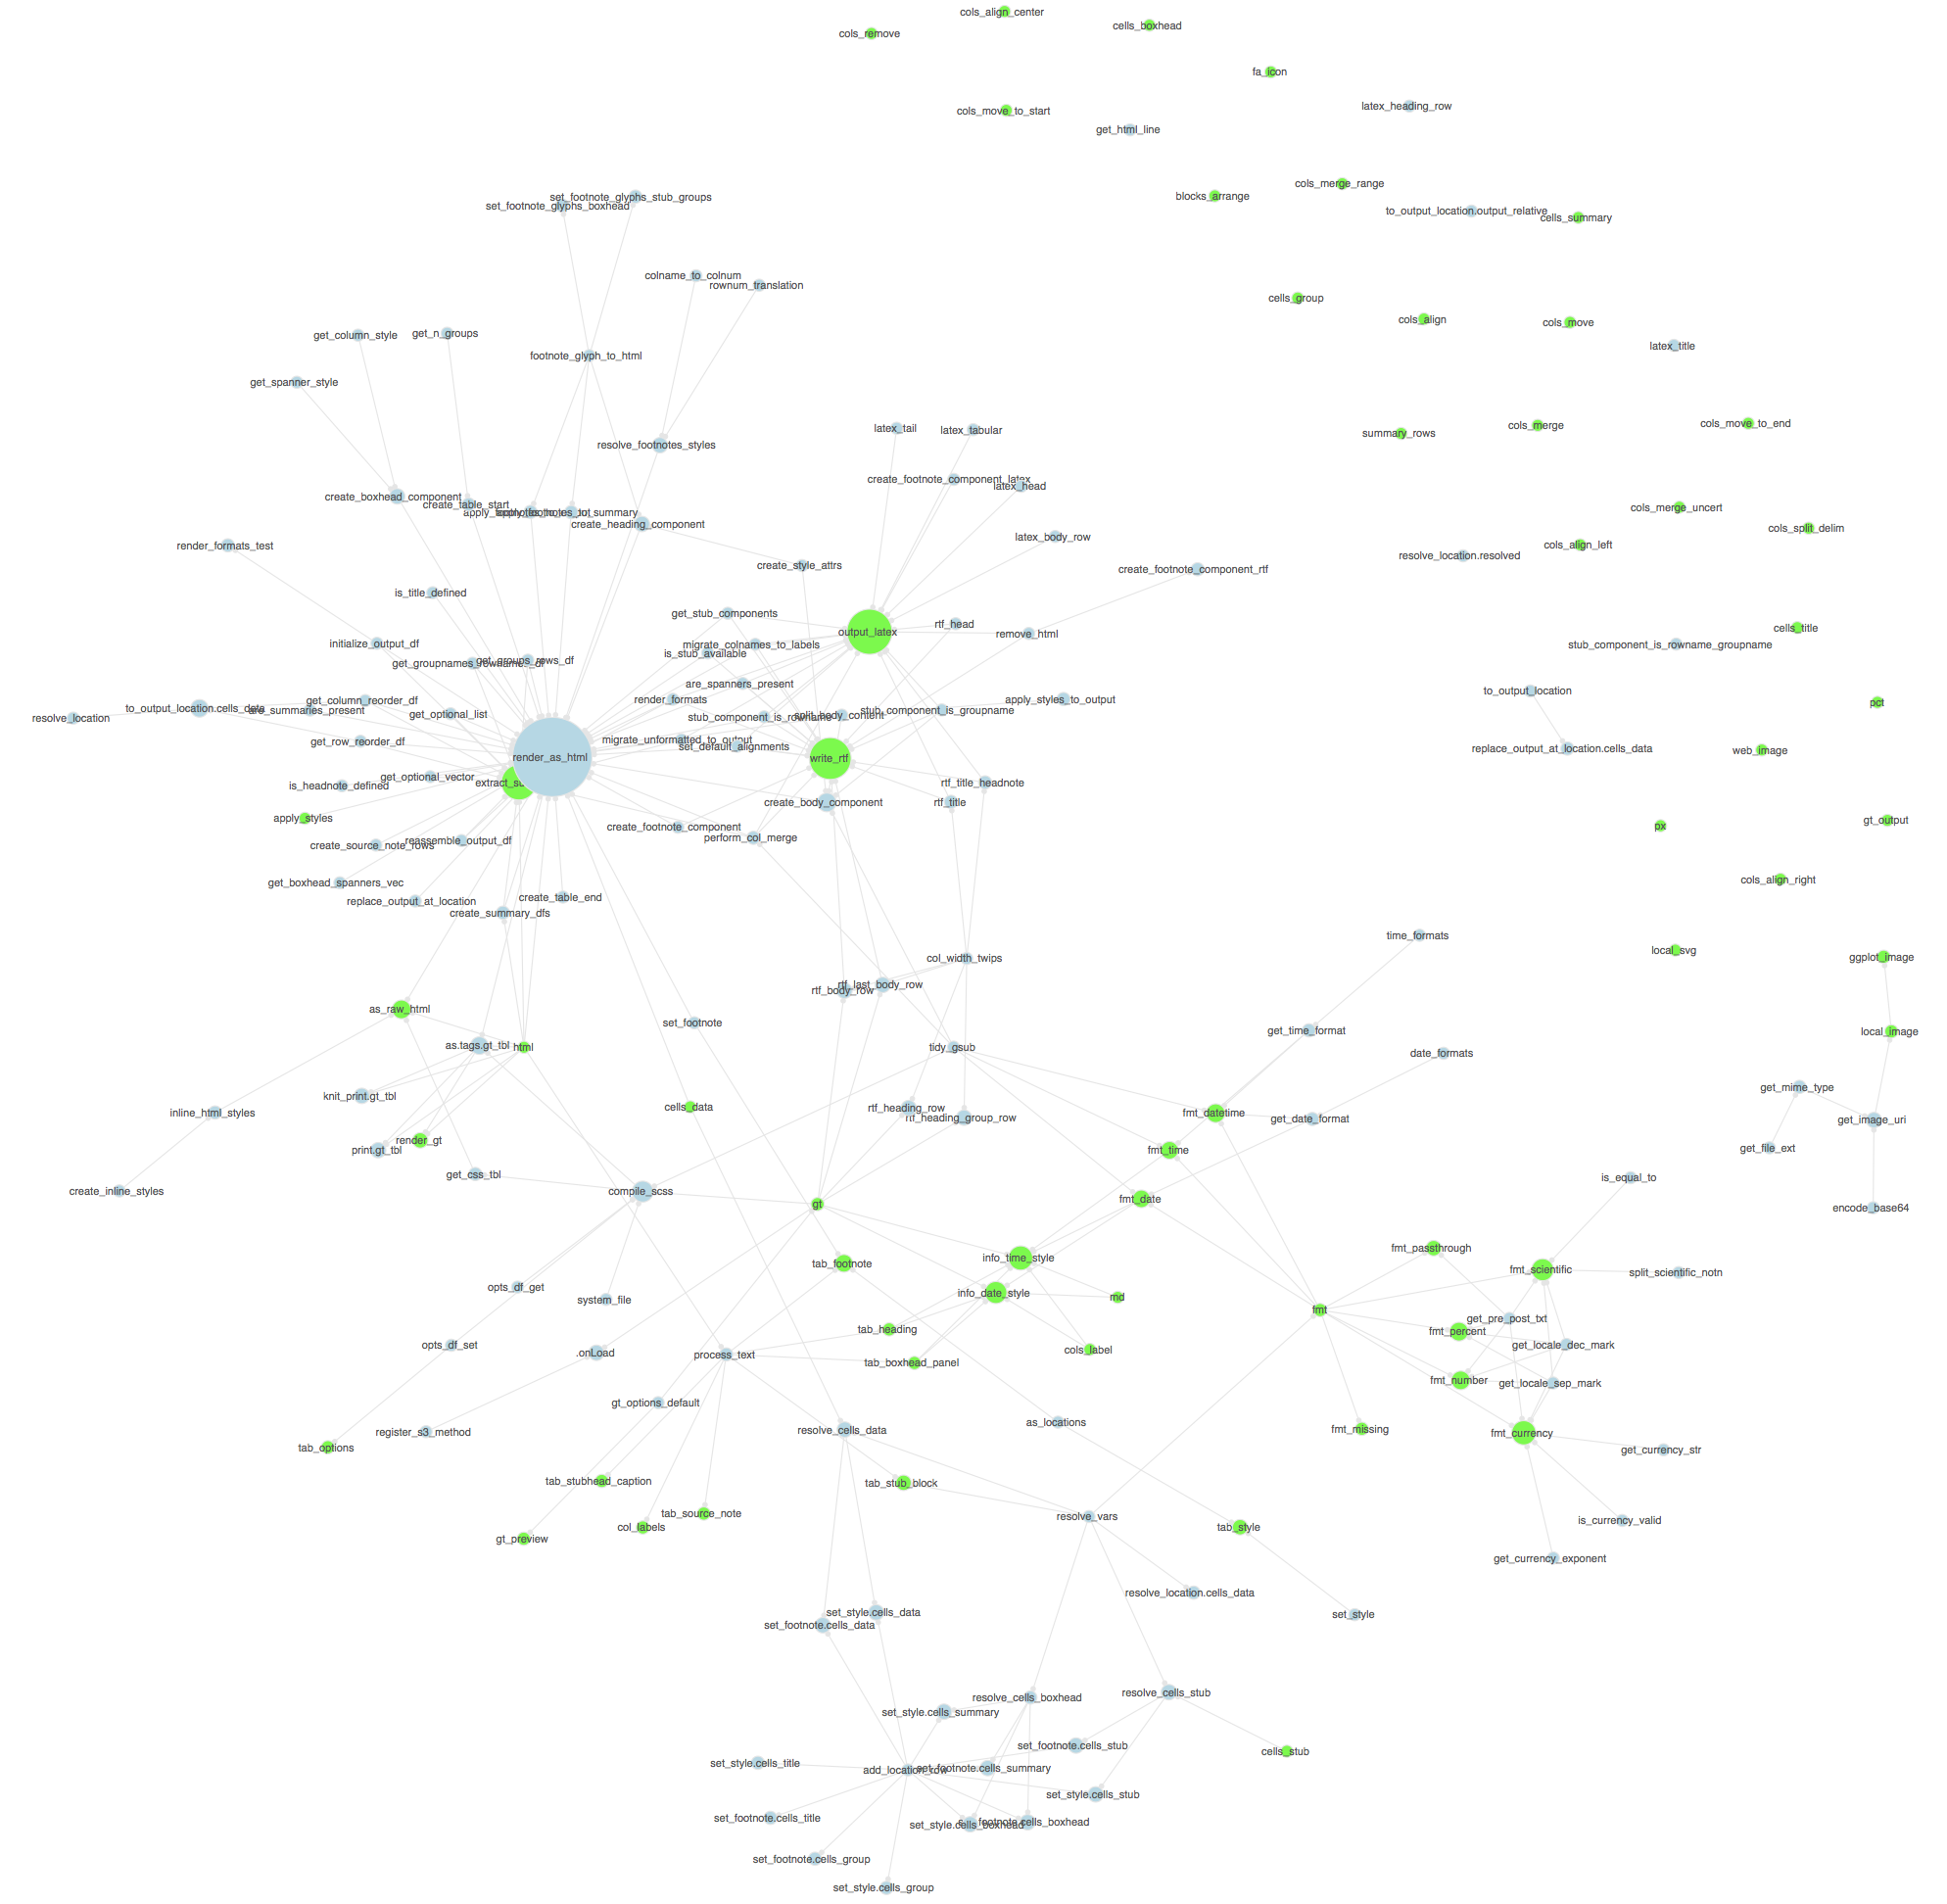 cols_align_center
cells_boxhead
cols_remove
fa_icon
latex_heading_row
cols_move_to_start
get_html_line
cols_merge_range
blocks_arrange
set_footnote_glyphs_stub_groups
set_footnote_glyphs_boxhead
to_output_location.output_relative
cells_summary
colname_to_colnum
rownum_translation
cells_group
cols_align
cols_move
get_column_style
get_n_groups
latex_title
footnote_glyph_to_html
get_spanner_style
cols_move_to_end
cols_merge
summary_rows
latex_tail
latex_tabular
resolve_footnotes_styles
create_footnote_component_latex
latex_head
create_boxhead_component
create_table_start
cols_merge_uncert
summary
create_heading_component
cols_split_delim
latex_body_row
render_formats_test
cols_align_left
resolve_location.resolved
create_style_attrs
create_footnote_component_rtf
is_title_defined
get_stub_components
rtf_head
cells_title
output_latex
remove_html
initialize_output_df
migrate_colnames_to_labels
stub_component_is_rowname_groupname
is_stub_available
get_groups_rows_df
are_spanners_present
to_output_location
get_column_reorder_df
render_formats
apply_styles_to_output
pct
to_output_location.cells_data
are_summaries_present
stub_component_is_groupname
get_optional_list
stub_component_is_rowname
split_body_content
resolve_location
get_row_reorder_df
migrate_unformatted_to_output
set_default_alignments
replace_output_at_location.cells_data
web_image
render_as_html
write_rtf
get_optional_vector
is_headnote_defined
rtf_title_headnote
create_body_component
rtf_title
apply_styles
gt_output
px
create_footnote_component
perform_col_merge
reassemble_output_df
create_source_note_rows
cols_align_right
get_boxhead_spanners_vec
create_table_end
replace_output_at_location
create_summary_dfs
time_formats
local_svg
ggplot_image
col_width_twips
rtf_last_body_row
rtf_body_row
as_raw_html
set_footnote
get_time_format
local_image
as.tags.gt_tbl
html
tidy_gsub
date_formats
get_mime_type
knit_print.gt_tbl
cells_data
rtf_heading_row
inline_html_styles
fmt_datetime
rtf_heading_group_row
get_date_format
get_image_uri
render_gt
print.gt_tbl
fmt_time
get_file_ext
get_css_tbl
is_equal_to
create_inline_styles
compile_scss
fmt_date
gt
encode_base64
fmt_passthrough
info_time_style
tab_footnote
fmt_scientific
split_scientific_notn
opts_df_get
info_date_style
md
system_file
fmt
get_pre_post_txt
tab_heading
fmt_percent
opts_df_set
get_locale_dec_mark
cols_label
.onLoad
process_text
tab_boxhead_panel
fmt_number
get_locale_sep_mark
gt_options_default
as_locations
resolve_cells_data
fmt_missing
register_s3_method
fmt_currency
tab_options
get_currency_str
tab_stubhead_caption
tab_stub_block
tab_source_note
resolve_vars
is_currency_valid
col_labels
tab_style
gt_preview
get_currency_exponent
resolve_location.cells_data
set_style.cells_data
set_style
set_footnote.cells_data
resolve_cells_stub
resolve_cells_boxhead
set_style.cells_summary
set_footnote.cells_stub
cells_stub
set_style.cells_title
add_location_row
set_footnote.cells_summary
set_style.cells_stub
set_footnote.cells_title
set_style.cells_boxhead
set_footnote.cells_group
set_style.cells_group